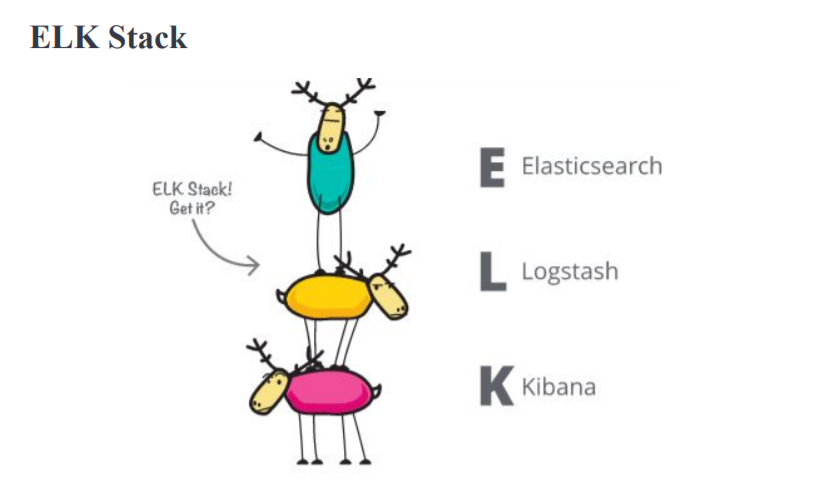 ELK Stack
ELK Stack!
Get it?
E Elasticsearch
L Logstash
K Kibana